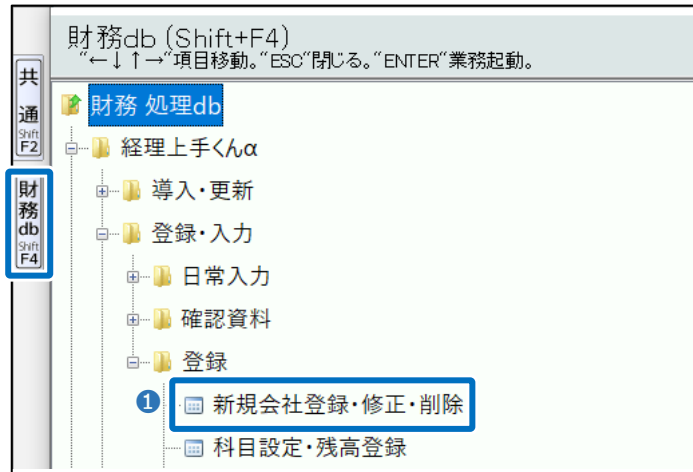 財務db (Shift+F4)
“←↓↑→“項目移動。“ESC“閉じる。“ENTER“業務起動。
共通
Shift
F2
財務db
Shift
F4
財務 処理db
経理上手くんα
導入・更新
登録・入力
日常入力
確認資料
登録
❶ 新規会社登録・修正・削除
科目設定・残高登録